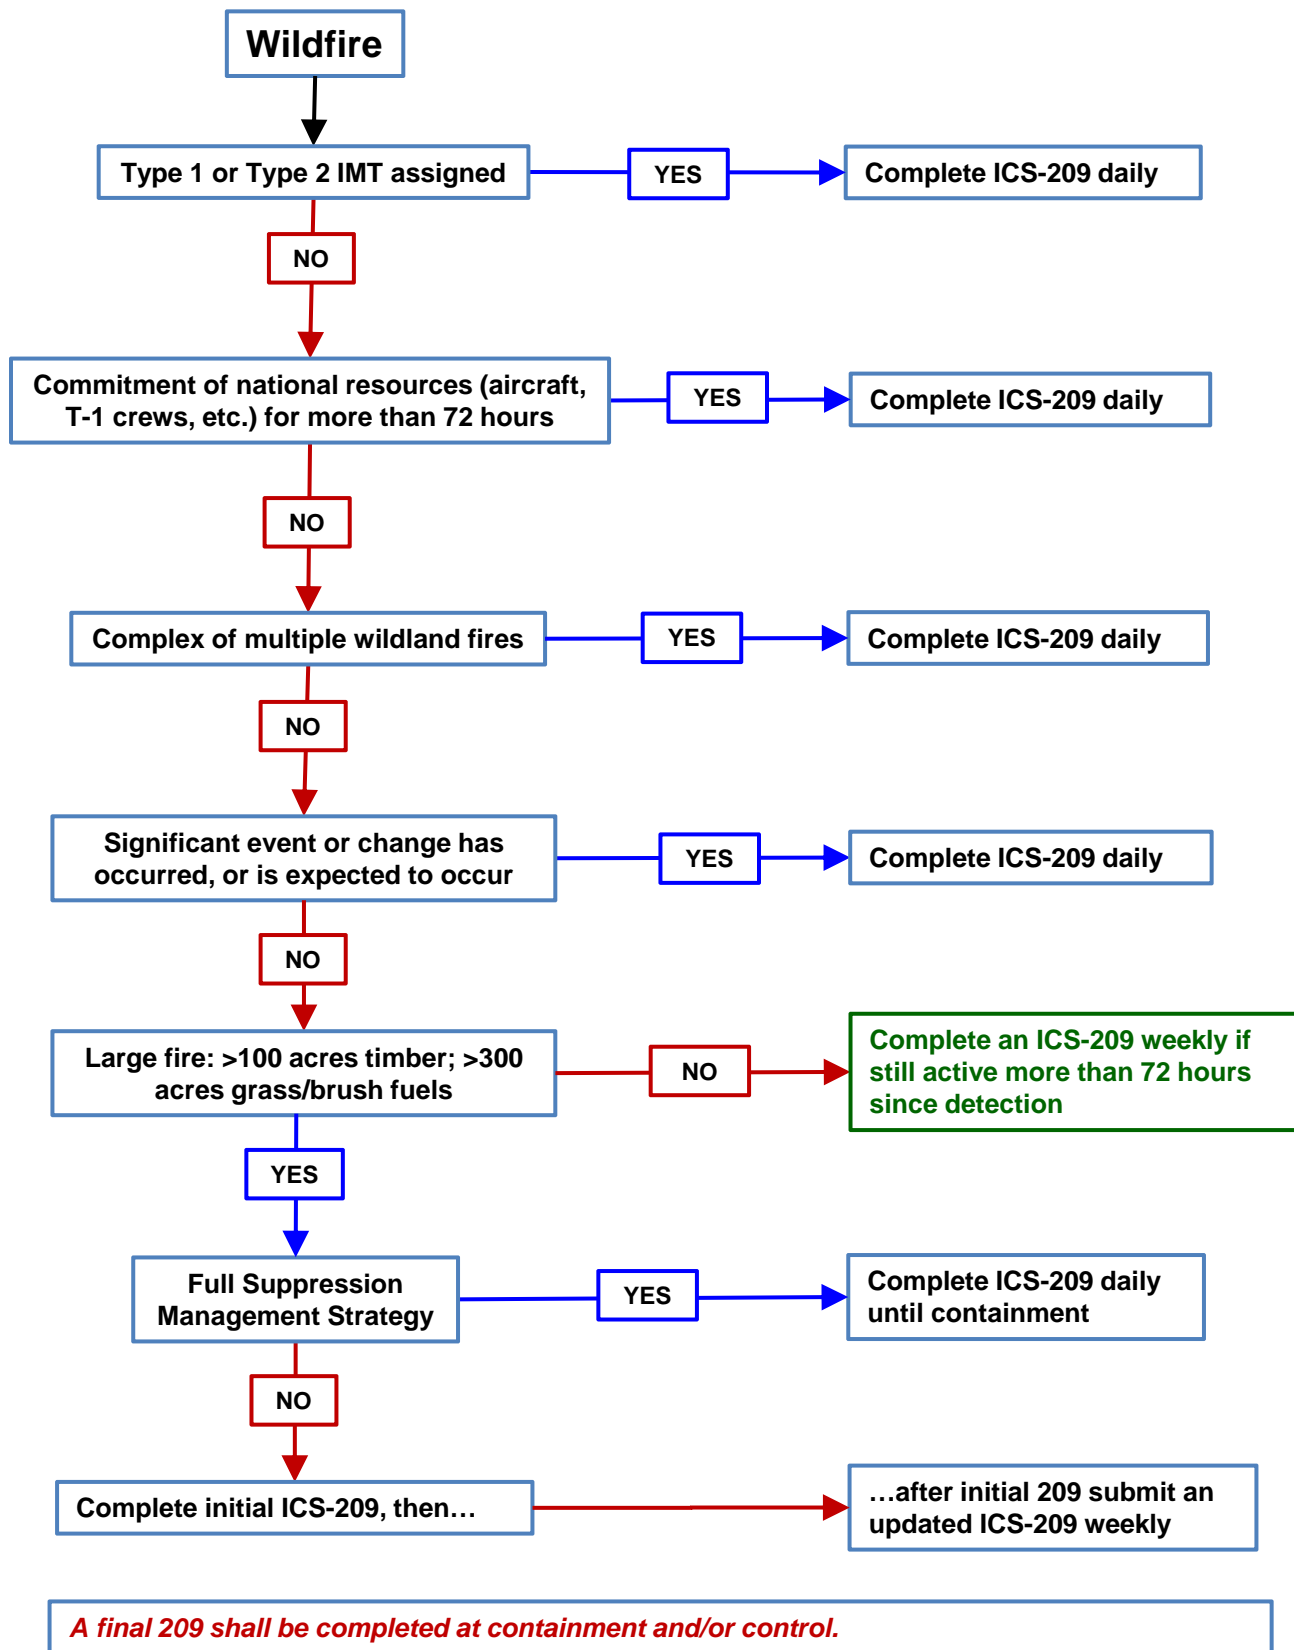 Wildfire
Type 1 or Type 2 IMT assigned
YES
Complete ICS-209 daily
NO
Commitment of national resources (aircraft,
T-1 crews, etc.) for more than 72 hours
YES
Complete ICS-209 daily
NO
Complex of multiple wildland fires
YES
Complete ICS-209 daily
NO
Significant event or change has
occurred, or is expected to occur
YES
Complete ICS-209 daily
NO
Large fire: >100 acres timber; >300
acres grass/brush fuels
NO
Complete an ICS-209 weekly if
still active more than 72 hours
since detection
YES
Full Suppression
Management Strategy
YES
Complete ICS-209 daily
until containment
NO
Complete initial ICS-209, then…
…after initial 209 submit an
updated ICS-209 weekly
A final 209 shall be completed at containment and/or control.